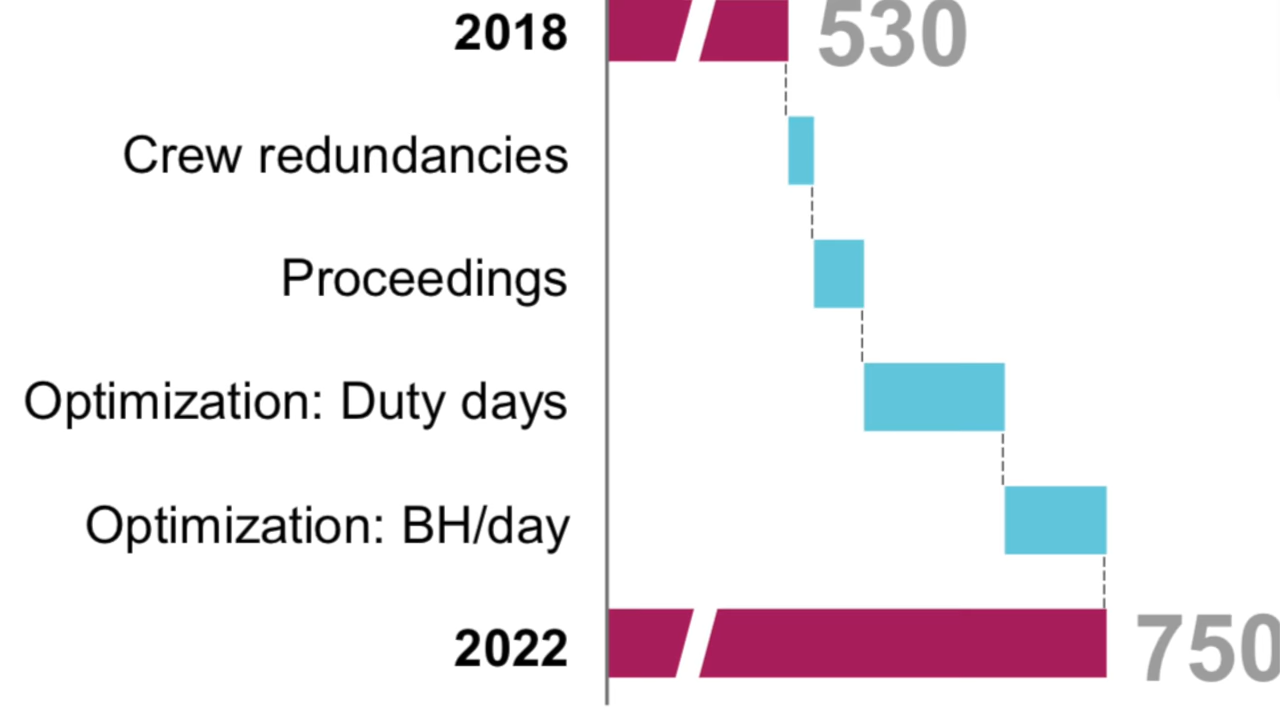 2018 530
Crew redundancies
Proceedings
Optimization: Duty days
Optimization: BH/day
2022 750